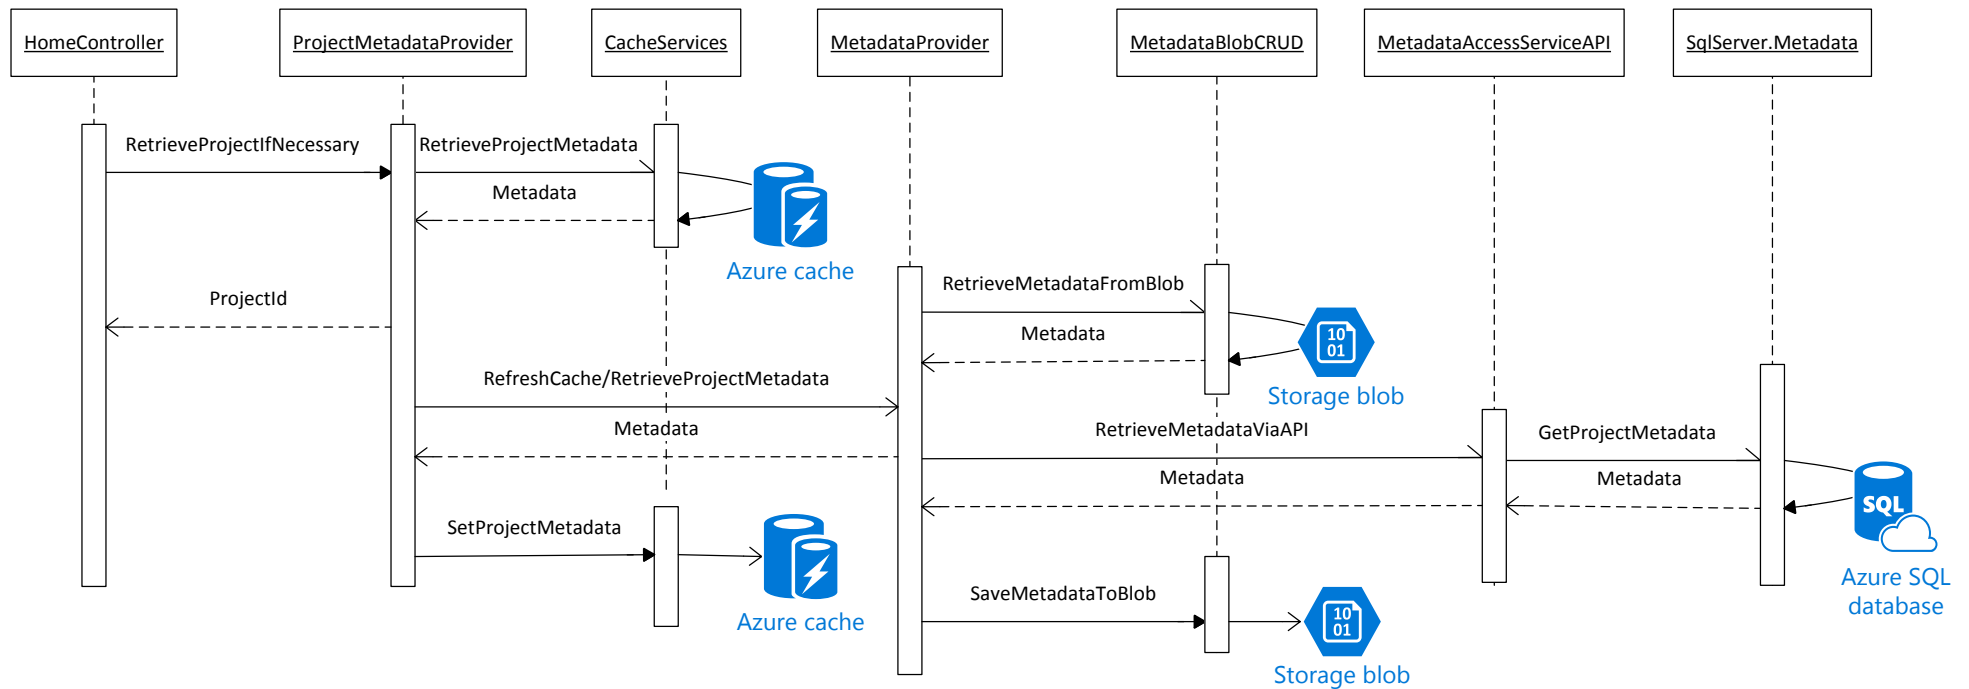 HomeController
ProjectMetadataProvider
CacheServices
MetadataProvider
MetadataBlobCRUD
MetadataAccessServiceAPI
SqlServer.Metadata
RetrieveProjectIfNecessary
RetrieveProjectMetadata
Metadata
Azure cache
RetrieveMetadataFromBlob
ProjectId
Metadata
10
01
RefreshCache/RetrieveProjectMetadata
Storage blob
Metadata
RetrieveMetadataViaAPI
GetProjectMetadata
Metadata
Metadata
SQL
SetProjectMetadata
Azure SQL
database
SaveMetadataToBlob
10
01
Azure cache
Storage blob